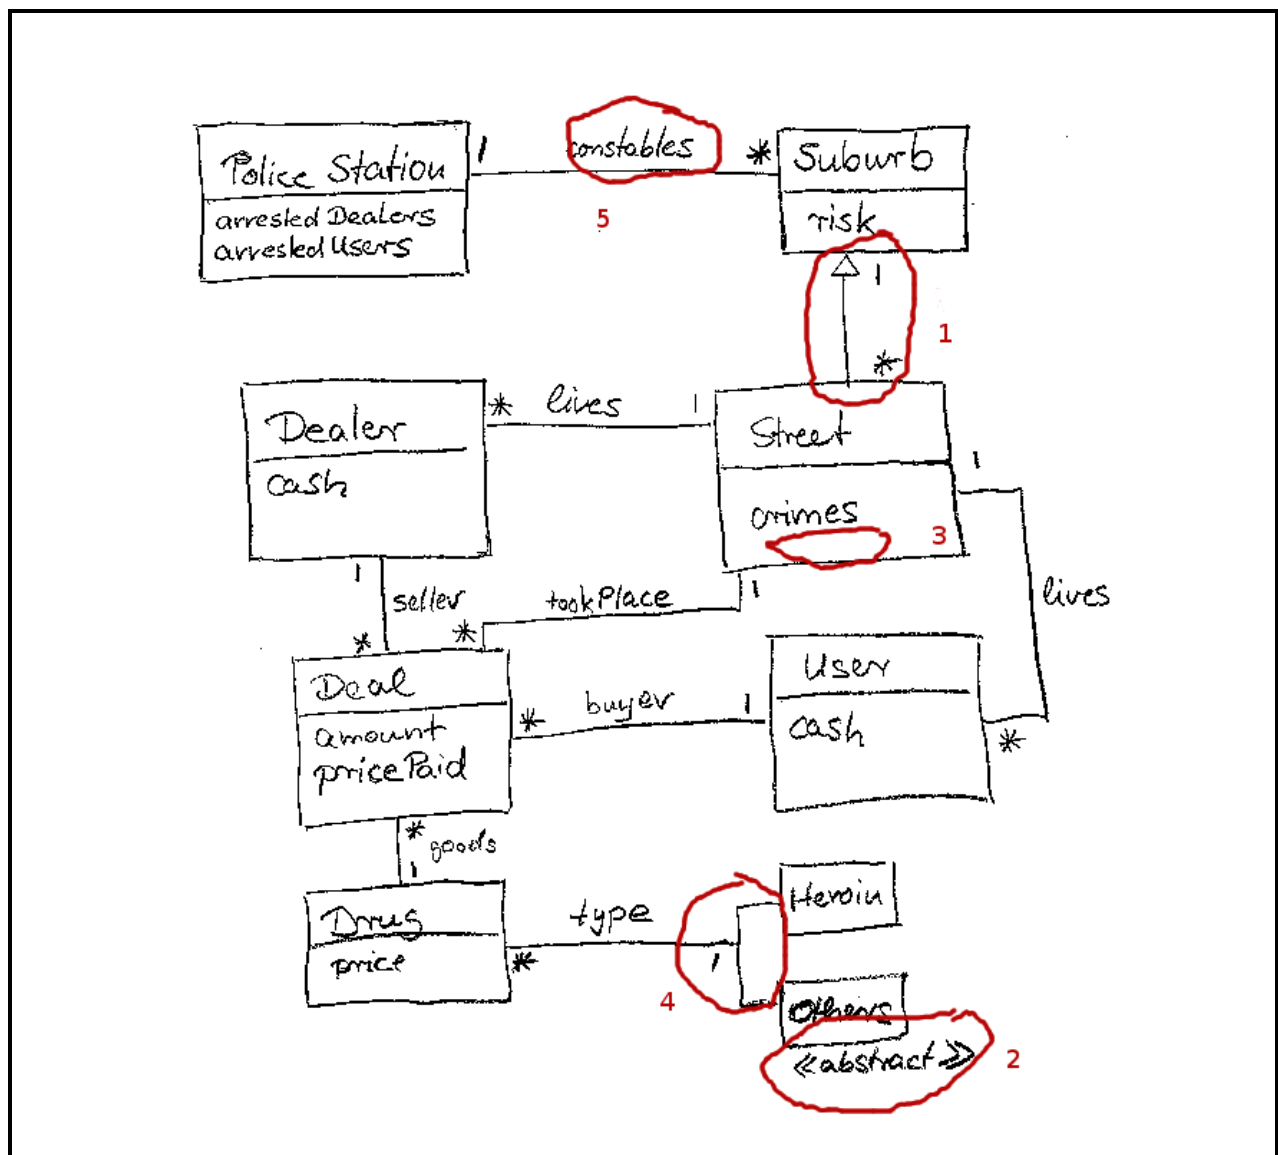 constables
1
*
Police Station
Suburb
arrested Dealers
arrested Users
5
risk
1
1
*
Dealer
cash
*
lives
1
Street
crimes
3
1
lives
*
1
seller
*
tookPlace
1
*
Deal
amount
pricePaid
*
buyer
1
User
cash
*
goods
1
Drug
price
*
type
1
4
Heroin
Others
«abstract»
2